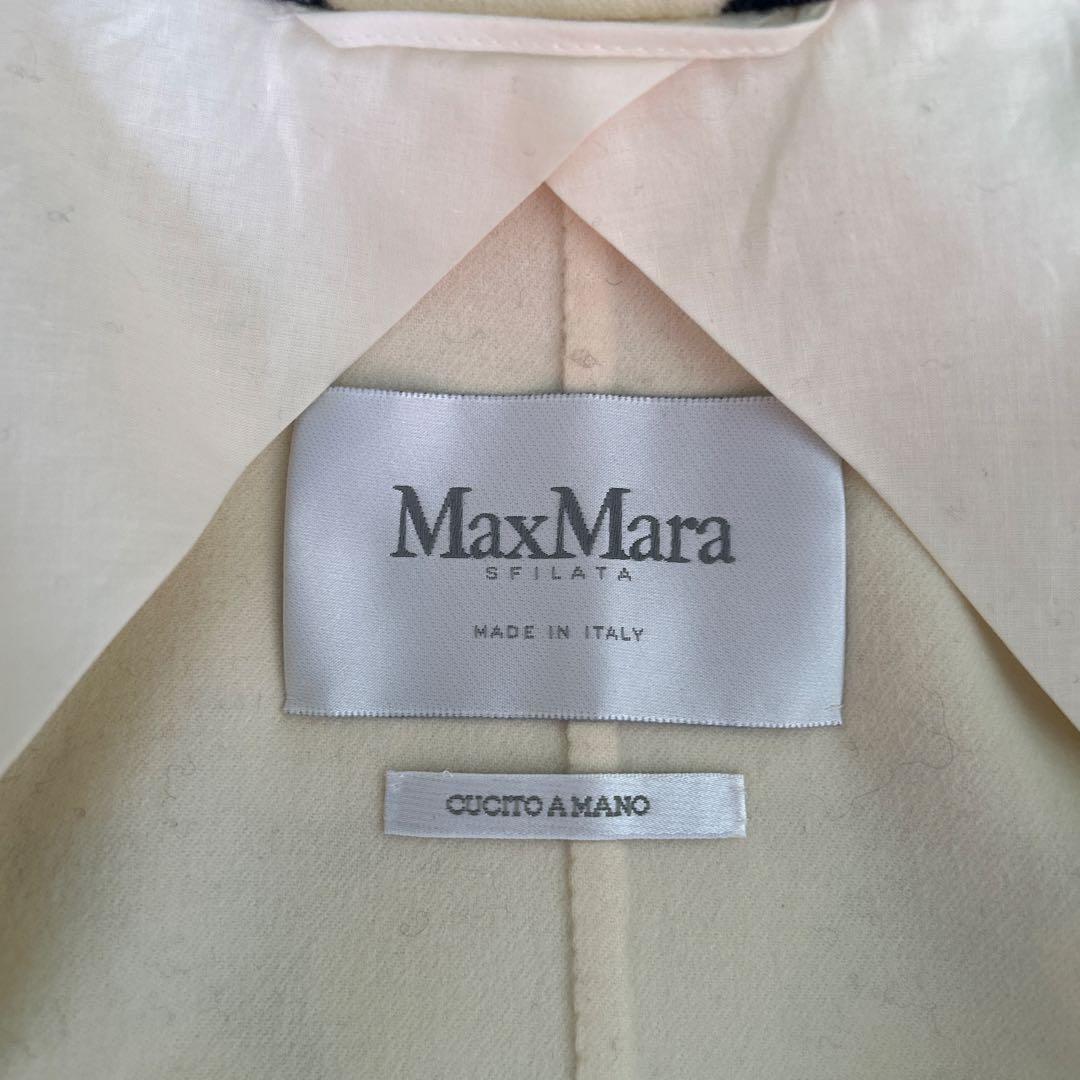 MaxMara
SFILATA
MADE IN ITALY
CUCITO A MANO